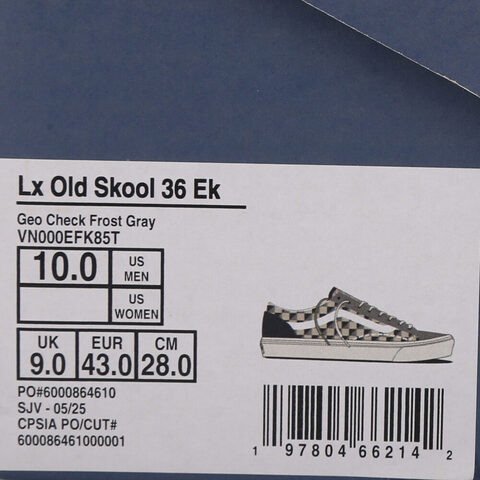 Lx Old Skool 36 Ek
Geo Check Frost Gray
VN000EFK85T
10.0 US MEN
US WOMEN
UK EUR CM
9.0 43.0 28.0
PO#6000864610
SJV - 05/25
CPSIA PO/CUT#
600086461000001
1 97804 66214 2